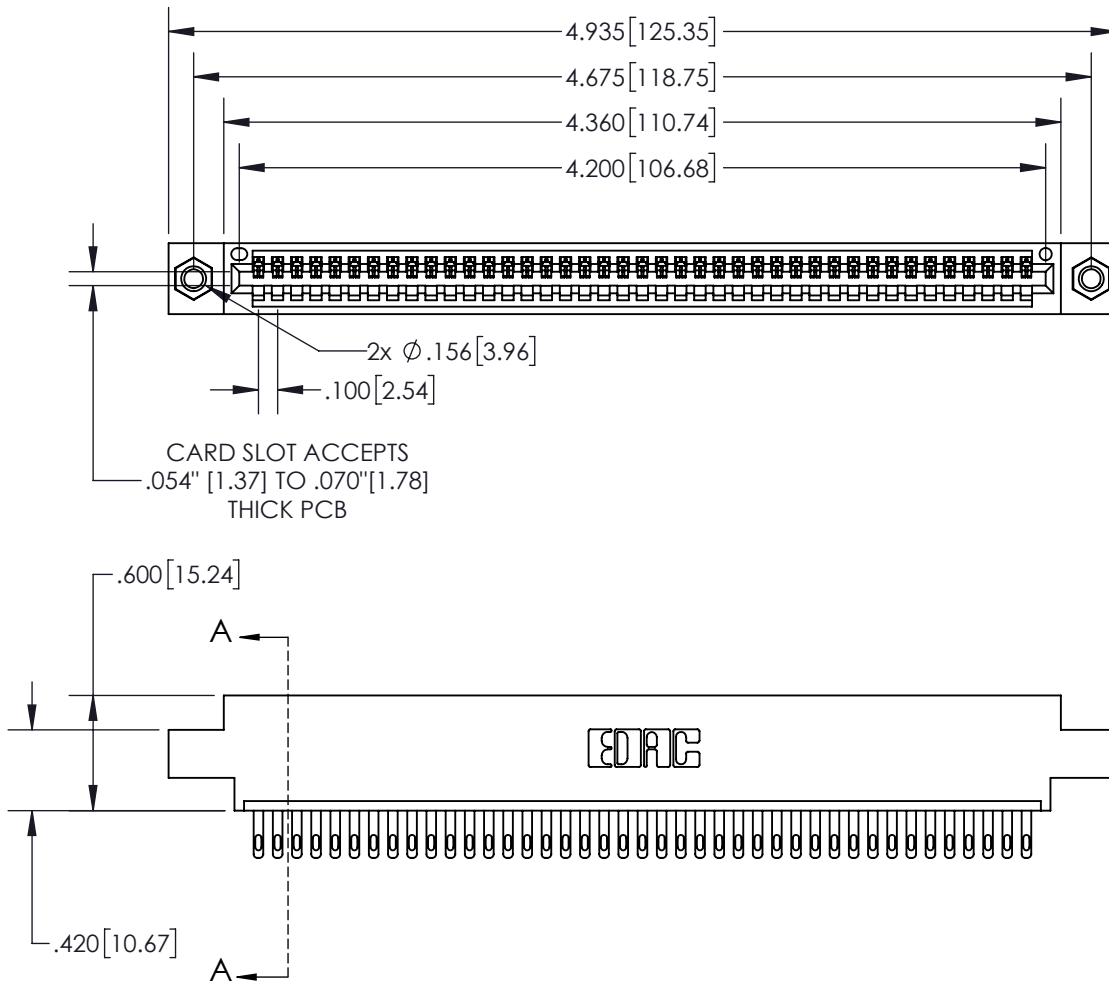 4.935[125.35]
4.675[118.75]
4.360[110.74]
4.200[106.68]
2x Ø.156[3.96]
.100[2.54]
CARD SLOT ACCEPTS
.054" [1.37] TO .070"[1.78]
THICK PCB
.600[15.24]
A
EDAC
.420[10.67]
A